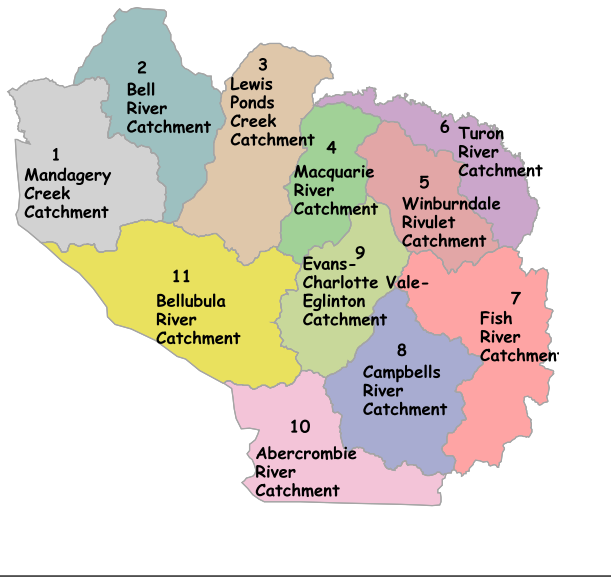 1
Mandagery
Creek
Catchment
2
Bell
River
Catchment
3
Lewis
Ponds
Creek
Catchment
4
Macquarie
River
Catchment
5
Winburndale
Rivulet
Catchment
6
Turon
River
Catchment
7
Fish
River
Catchmen
8
Campbells
River
Catchment
9
Evans-
Charlotte Vale-
Eglinton
Catchment
10
Abercrombie
River
Catchment
11
Bellubula
River
Catchment